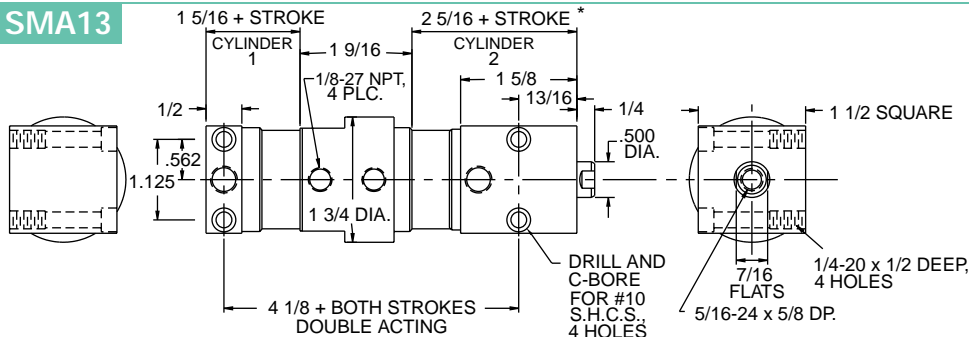 SMA13
1 5/16 + STROKE
CYLINDER
1
1 9/16
2 5/16 + STROKE *
CYLINDER
2
1 5/8
13/16
1/4
1/2
1/8-27 NPT,
4 PLC.
.500
DIA.
1 1/2 SQUARE
.562
1.125
1 3/4 DIA.
DRILL AND
C-BORE
FOR #10
S.H.C.S.,
4 HOLES
4 1/8 + BOTH STROKES
DOUBLE ACTING
7/16
FLATS
1/4-20 x 1/2 DEEP,
4 HOLES
5/16-24 x 5/8 DP.